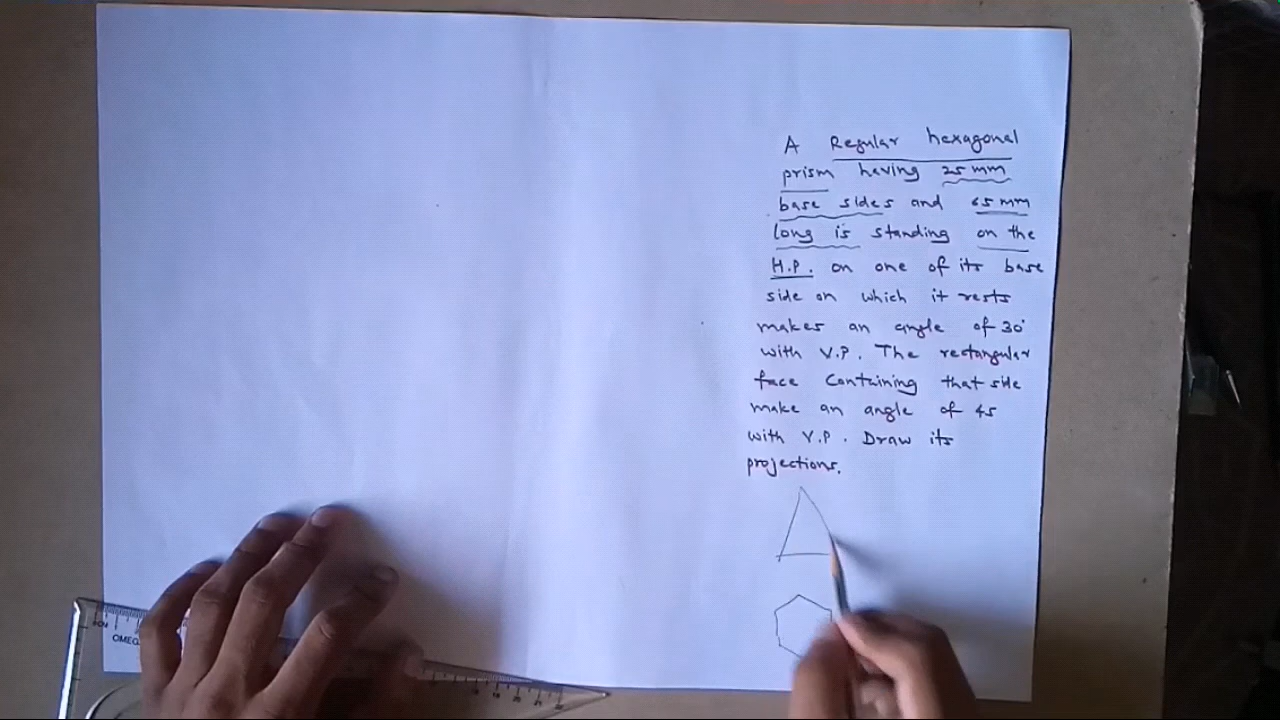 A Regular hexagonal
prism having 25 mm
base sides and 65 mm
long is standing on the
H.P. on one of its base
side on which it rests
makes an angle of 30°
with V.P. The rectangular
face Containing that side
make an angle of 45
with V.P. Draw its
projections.
OMEG